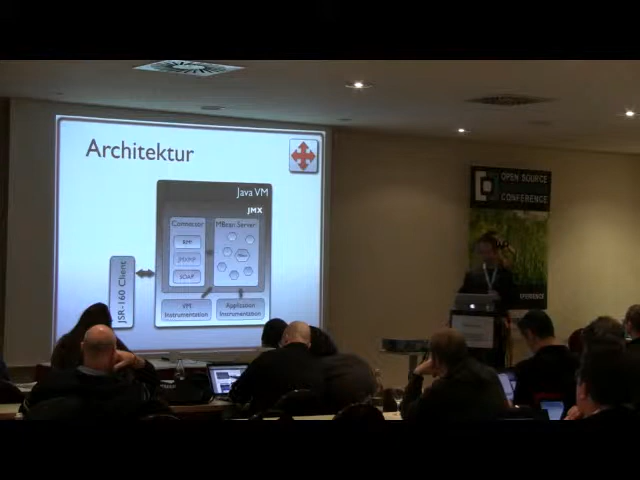 Architektur
Java VM
JMX
Connector
MBean Server
RMI
JMXMP
SOAP
JSR-160 Client
VM
Instrumentation
Application
Instrumentation
OPEN SOURCE
CONFERENCE